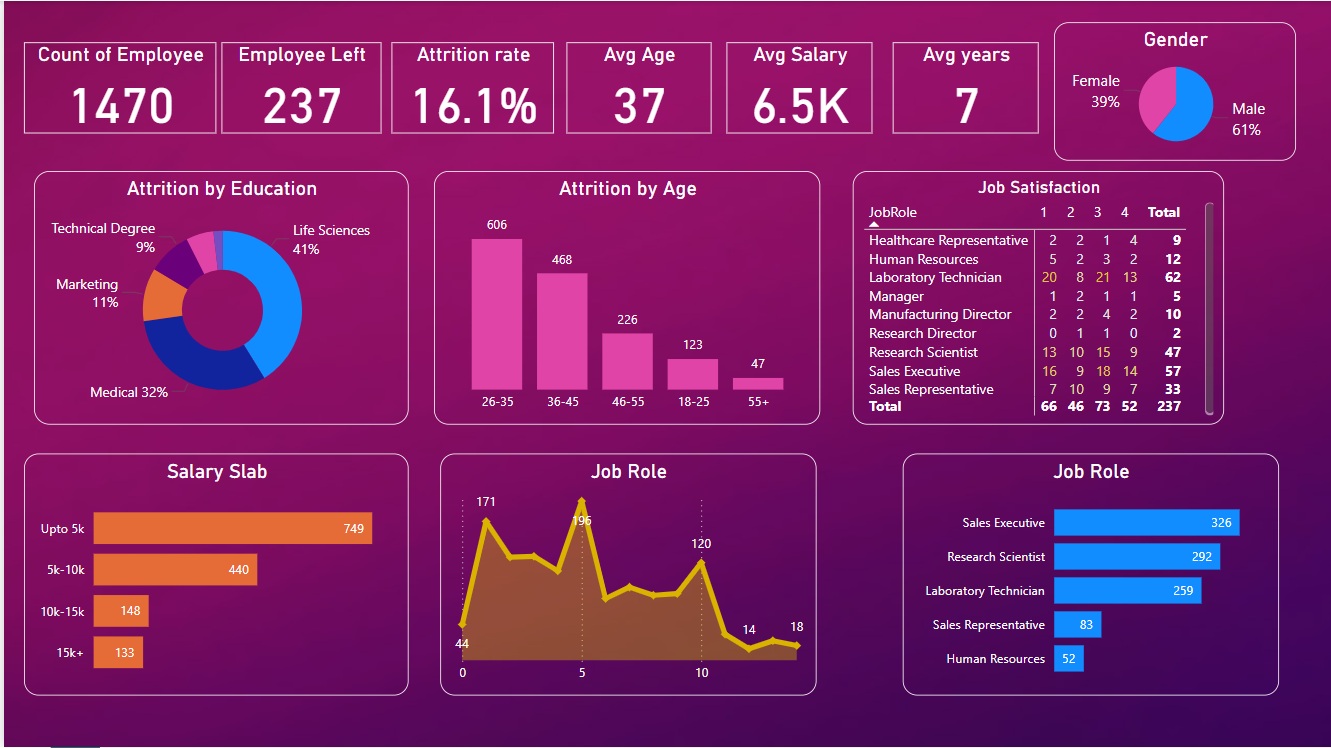 Count of Employee
1470
Employee Left
237
Attrition rate
16.1%
Avg Age
37
Avg Salary
6.5K
Avg years
7
Gender
Female
39%
Male
61%
Attrition by Education
Technical Degree
9%
Life Sciences
41%
Marketing
11%
Medical 32%
Attrition by Age
606
468
226
123
47
26-35 36-45 46-55 18-25 55+
Job Satisfaction
JobRole 1 2 3 4 Total
Healthcare Representative 2 2 1 4 9
Human Resources 5 2 3 2 12
Laboratory Technician 20 8 21 13 62
Manager 1 2 1 1 5
Manufacturing Director 2 2 4 2 10
Research Director 0 1 1 0 2
Research Scientist 13 10 15 9 47
Sales Executive 16 9 18 14 57
Sales Representative 7 10 9 7 33
Total 66 46 73 52 237
Salary Slab
Upto 5k 749
5k-10k 440
10k-15k 148
15k+ 133
Job Role
171
196
120
44
14
18
0 5 10
Job Role
Sales Executive 326
Research Scientist 292
Laboratory Technician 259
Sales Representative 83
Human Resources 52